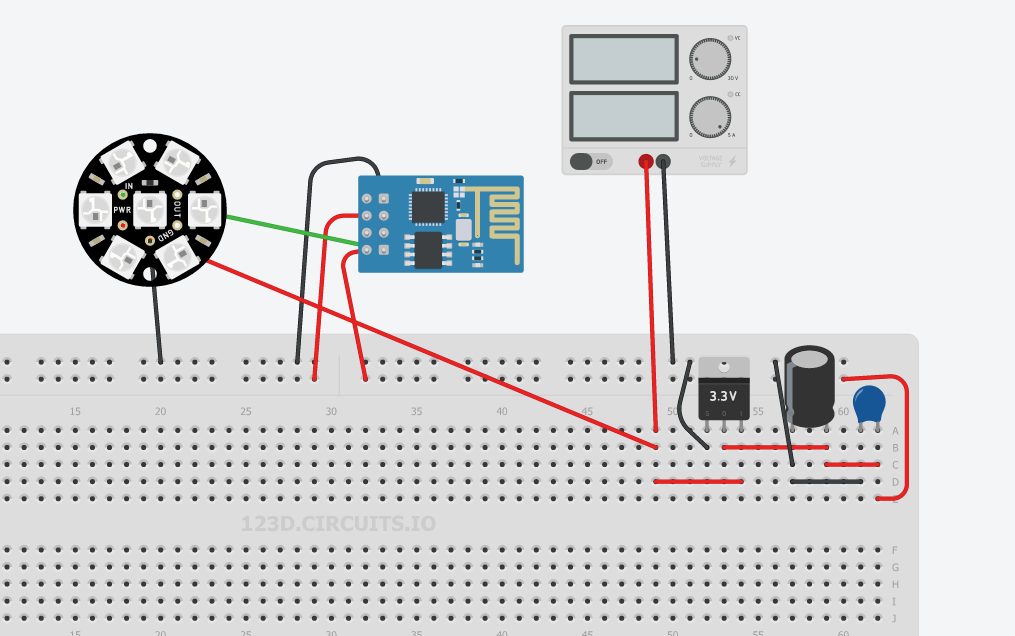 VC
0 30 V
CC
0 5 A
OFF
VOLTAGE
SUPPLY
IN
PWR
OUT
GND
3.3 V
G O I
15 20 25 30 35 40 45 50 55 60
A
B
C
D
123D.CIRCUITS.IO
F
G
H
I
J
15 20 25 30 35 40 45 50 55 60